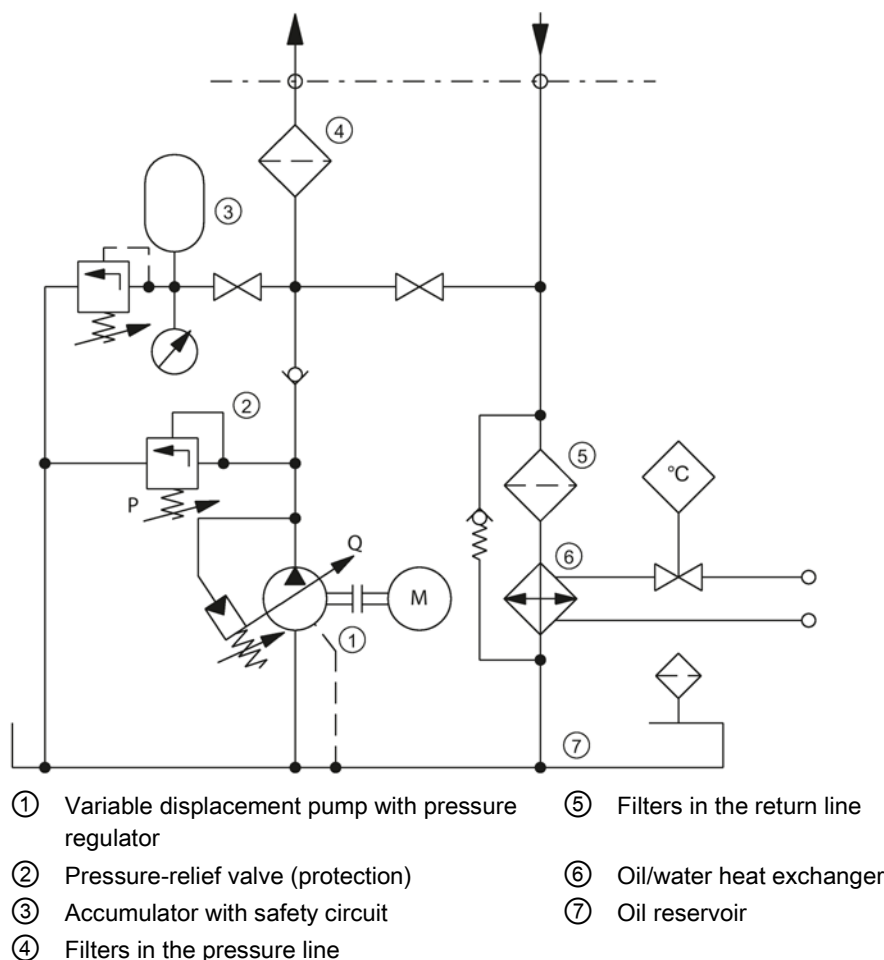 ④
③
②
⑤
°C
P
Q
⑥
M
①
⑦
① Variable displacement pump with pressure
regulator
② Pressure-relief valve (protection)
③ Accumulator with safety circuit
④ Filters in the pressure line
⑤ Filters in the return line
⑥ Oil/water heat exchanger
⑦ Oil reservoir